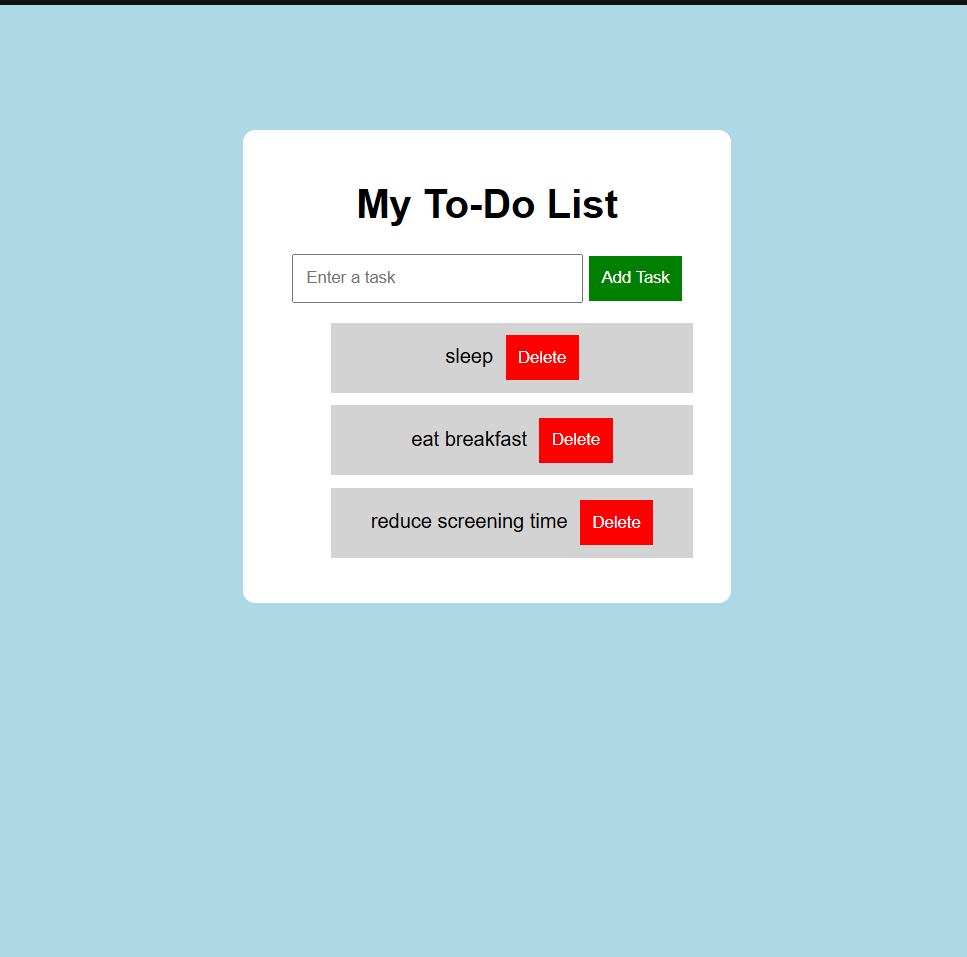 My To-Do List
Enter a task Add Task
sleep Delete
eat breakfast Delete
reduce screening time Delete